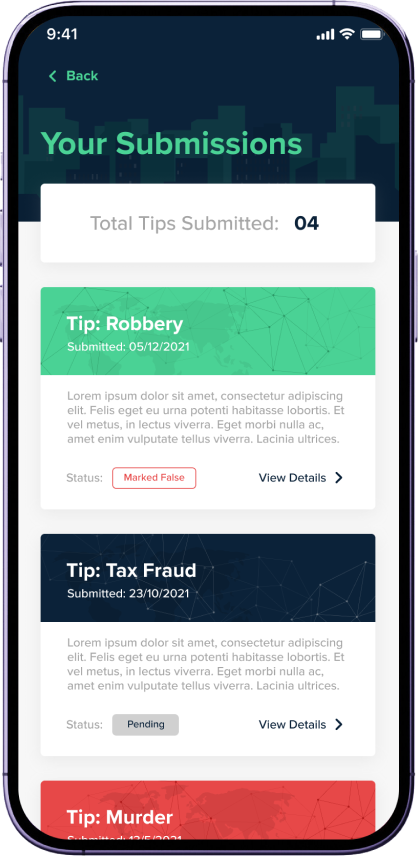 9:41
Back
Your Submissions
Total Tips Submitted: 04
Tip: Robbery
Submitted: 05/12/2021
Lorem ipsum dolor sit amet, consectetur adipiscing
elit. Felis eget eu urna potenti habitasse lobortis. Et
vel metus, in lectus viverra. Eget morbi nulla ac,
amet enim vulputate tellus viverra. Lacinia ultrices.
Status: Marked False View Details
Tip: Tax Fraud
Submitted: 23/10/2021
Lorem ipsum dolor sit amet, consectetur adipiscing
elit. Felis eget eu urna potenti habitasse lobortis. Et
vel metus, in lectus viverra. Eget morbi nulla ac,
amet enim vulputate tellus viverra. Lacinia ultrices.
Status: Pending View Details
Tip: Murder
Submitted: 13/5/2021